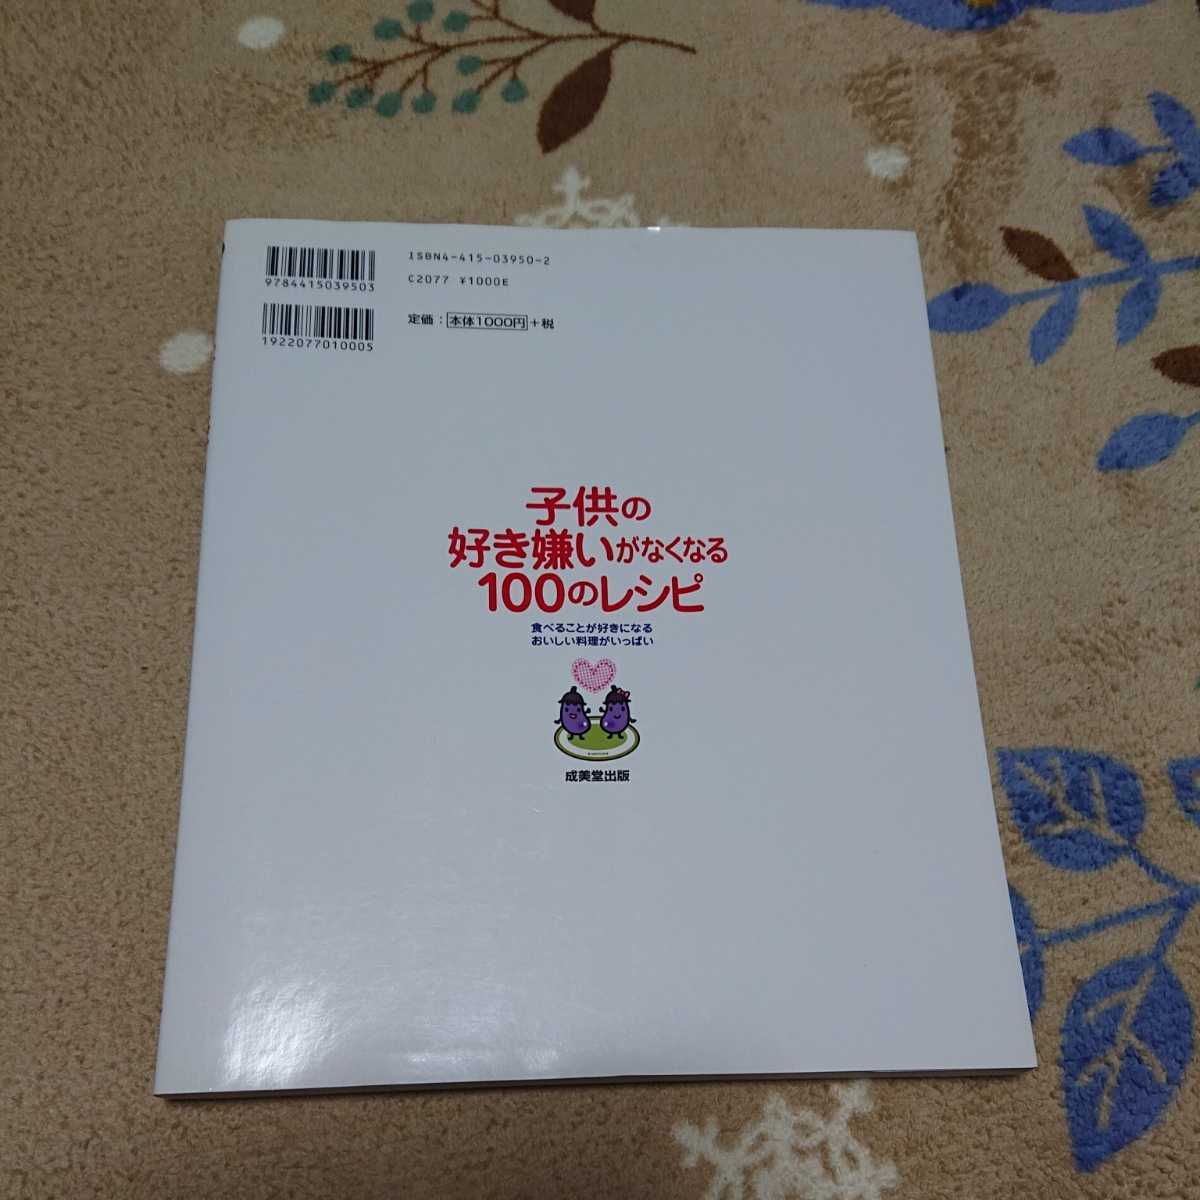 ISBN4-415-03950-2
C2077 ¥1000E
9784415039503
定価：本体1000円+税
1922077010005
子供の
好き嫌いがなくなる
100のレシピ
食べることが好きになる
おいしい料理がいっぱい
成美堂出版